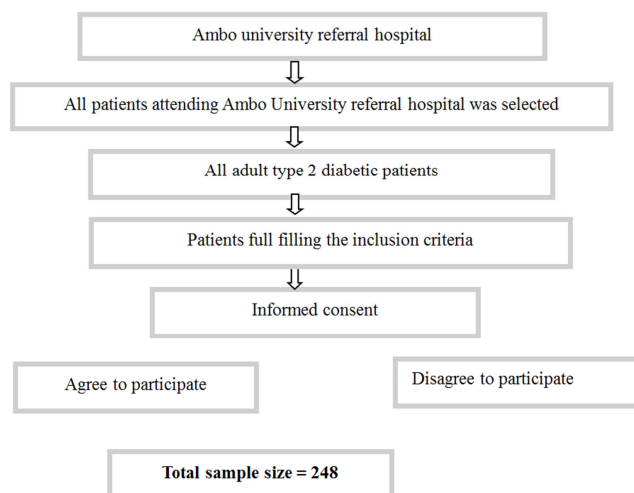 Ambo university referral hospital
All patients attending Ambo University referral hospital was selected
All adult type 2 diabetic patients
Patients full filling the inclusion criteria
Informed consent
Agree to participate
Disagree to participate
Total sample size = 248